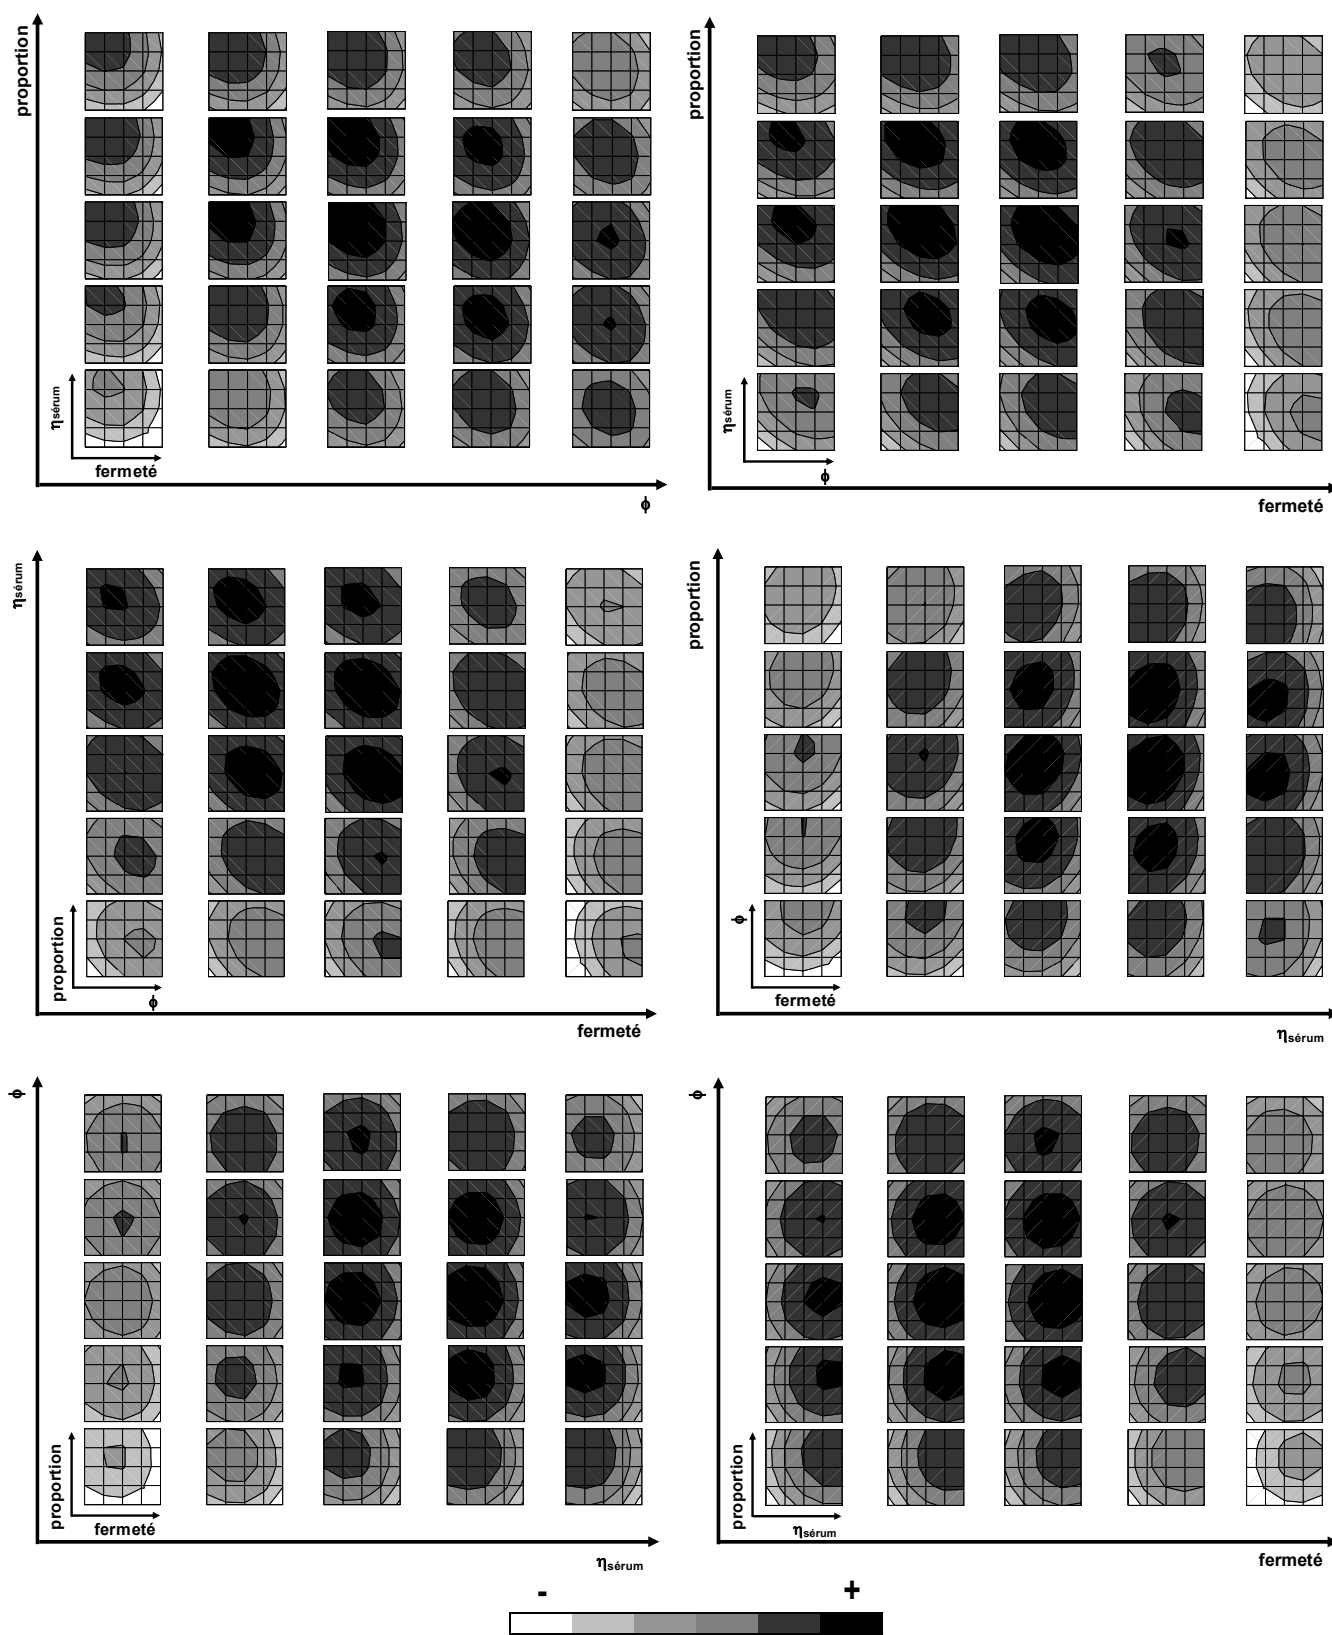 proportion
ηsérum
fermeté
ϕ
proportion
ηsérum
ϕ
fermeté
ηsérum
proportion
ϕ
fermeté
proportion
ϕ
fermeté
ηsérum
ϕ
proportion
fermeté
ηsérum
ϕ
proportion
ηsérum
fermeté
- +